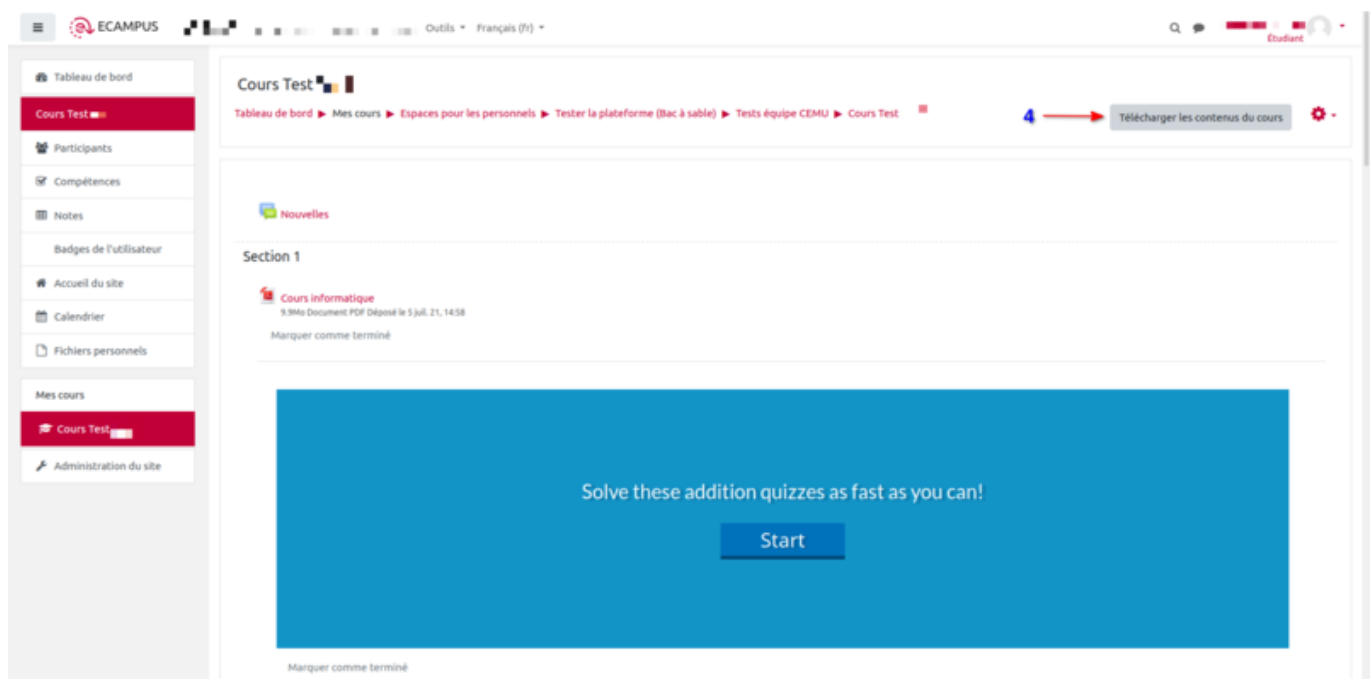 ECAMPUS Outils Français (fr)
Étudiant
Tableau de bord
Cours Test
Participants
Compétences
Notes
Badges de l'utilisateur
Accueil du site
Calendrier
Fichiers personnels
Mes cours
Cours Test
Administration du site
Cours Test
Tableau de bord ▶ Mes cours ▶ Espaces pour les personnels ▶ Tester la plateforme (Bac à sable) ▶ Tests équipe CEMU ▶ Cours Test
4 Télécharger les contenus du cours
Nouvelles
Section 1
Cours informatique
9.9Mo Document PDF Déposé le 5 juil. 21, 14:58
Marquer comme terminé
Solve these addition quizzes as fast as you can!
Start
Marquer comme terminé